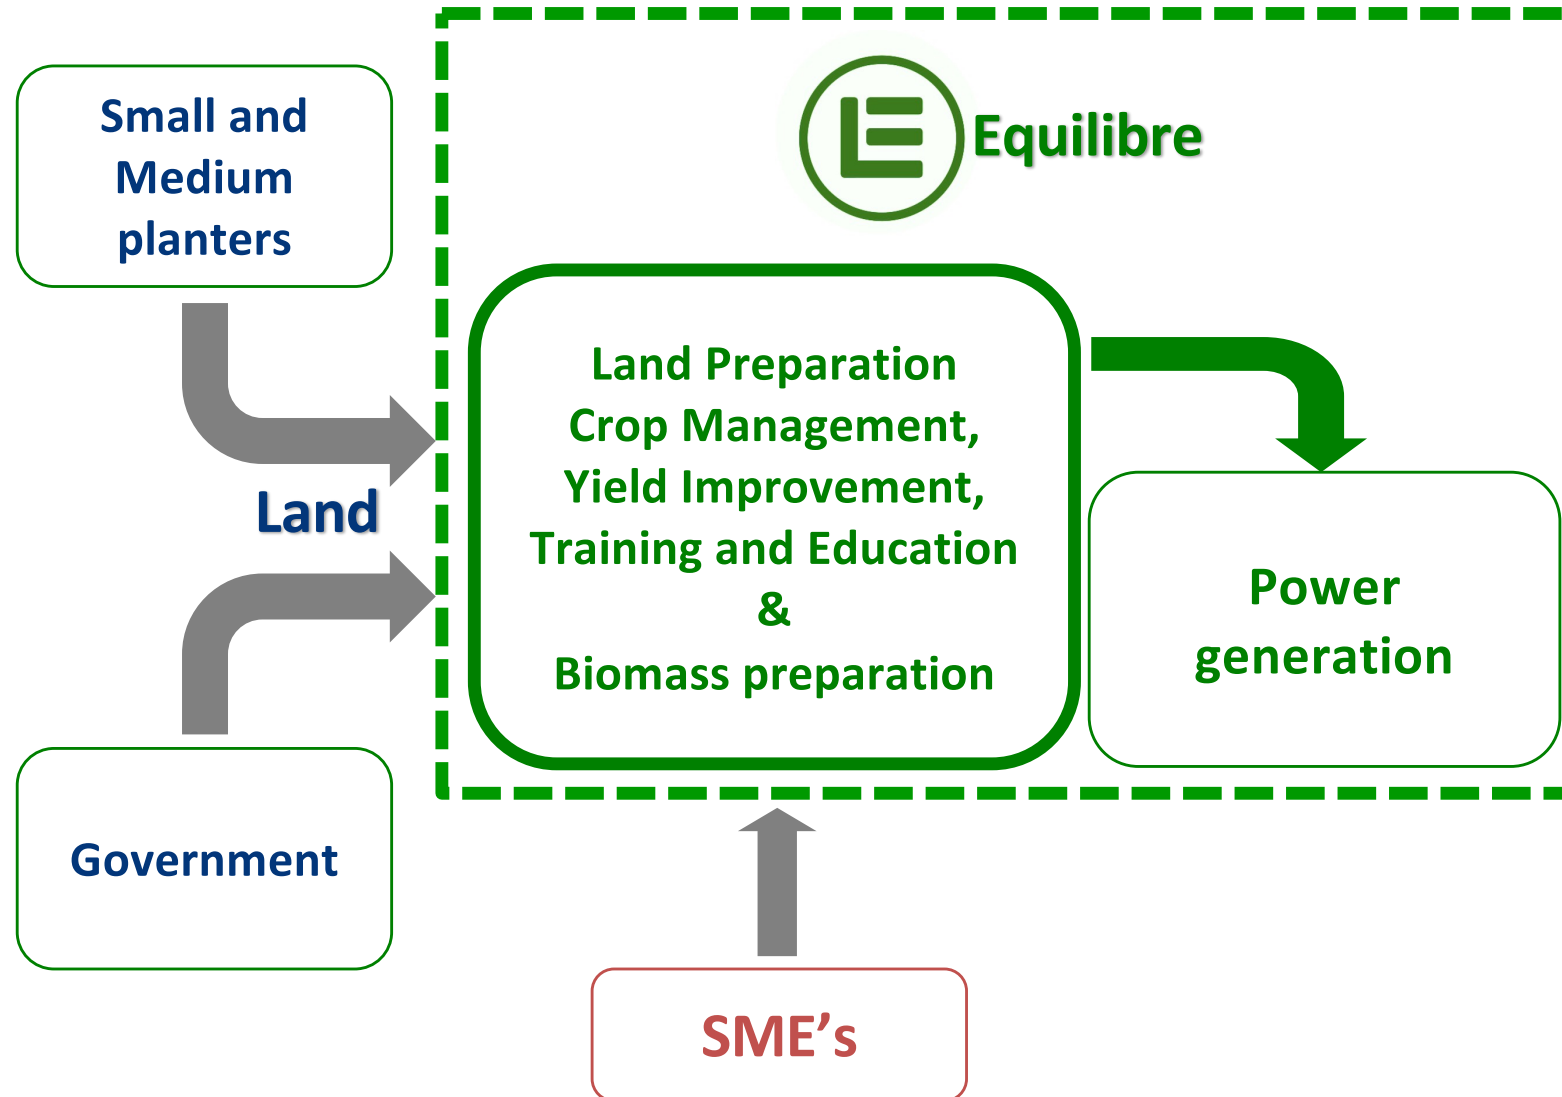 Small and
Medium
planters
Equilibre
Land Preparation
Crop Management,
Yield Improvement,
Training and Education
&
Biomass preparation
Land
Power
generation
Government
SME’s